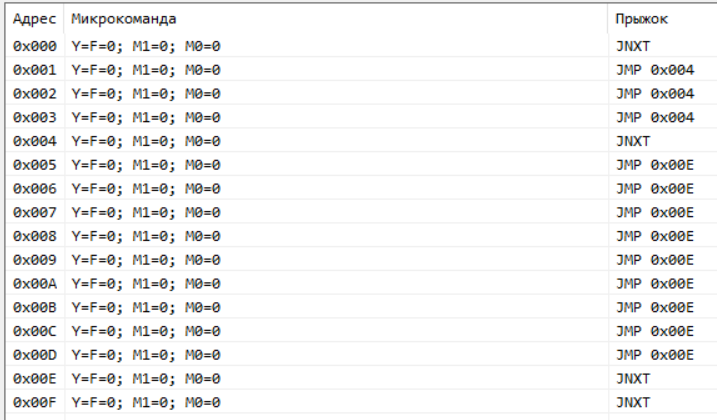 Адрес Микрокоманда Прыжок
0x000 Y=F=0; M1=0; M0=0 JNXT
0x001 Y=F=0; M1=0; M0=0 JMP 0x004
0x002 Y=F=0; M1=0; M0=0 JMP 0x004
0x003 Y=F=0; M1=0; M0=0 JMP 0x004
0x004 Y=F=0; M1=0; M0=0 JNXT
0x005 Y=F=0; M1=0; M0=0 JMP 0x00E
0x006 Y=F=0; M1=0; M0=0 JMP 0x00E
0x007 Y=F=0; M1=0; M0=0 JMP 0x00E
0x008 Y=F=0; M1=0; M0=0 JMP 0x00E
0x009 Y=F=0; M1=0; M0=0 JMP 0x00E
0x00A Y=F=0; M1=0; M0=0 JMP 0x00E
0x00B Y=F=0; M1=0; M0=0 JMP 0x00E
0x00C Y=F=0; M1=0; M0=0 JMP 0x00E
0x00D Y=F=0; M1=0; M0=0 JMP 0x00E
0x00E Y=F=0; M1=0; M0=0 JNXT
0x00F Y=F=0; M1=0; M0=0 JNXT